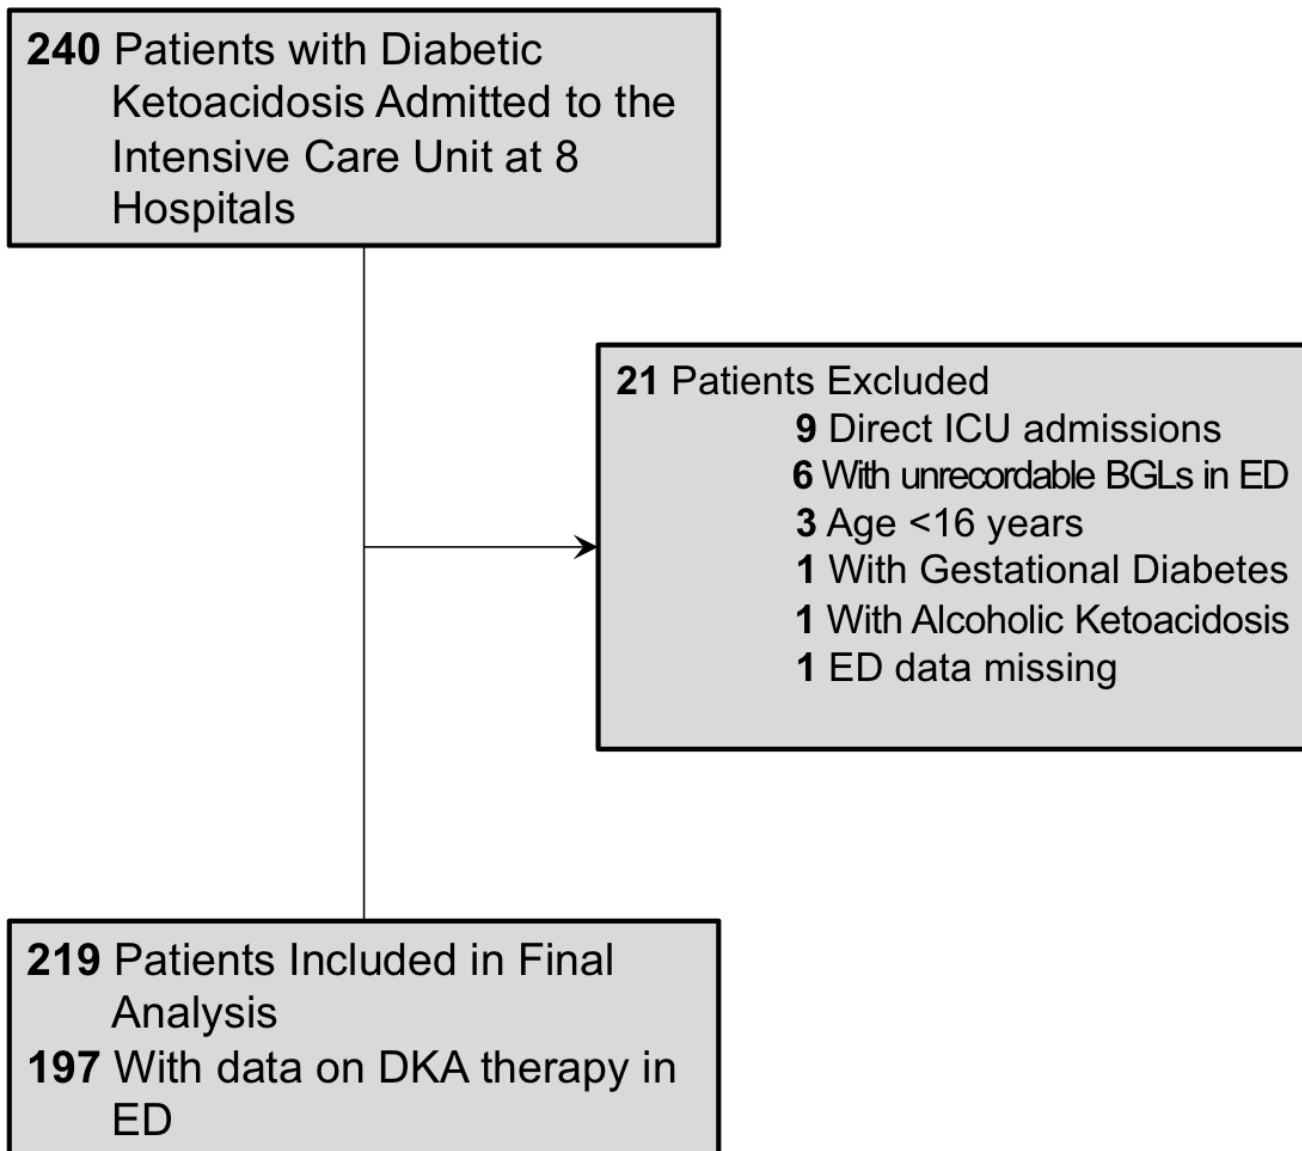 240 Patients with Diabetic
Ketoacidosis Admitted to the
Intensive Care Unit at 8
Hospitals
21 Patients Excluded
9 Direct ICU admissions
6 With unrecordable BGLs in ED
3 Age <16 years
1 With Gestational Diabetes
1 With Alcoholic Ketoacidosis
1 ED data missing
219 Patients Included in Final
Analysis
197 With data on DKA therapy in
ED